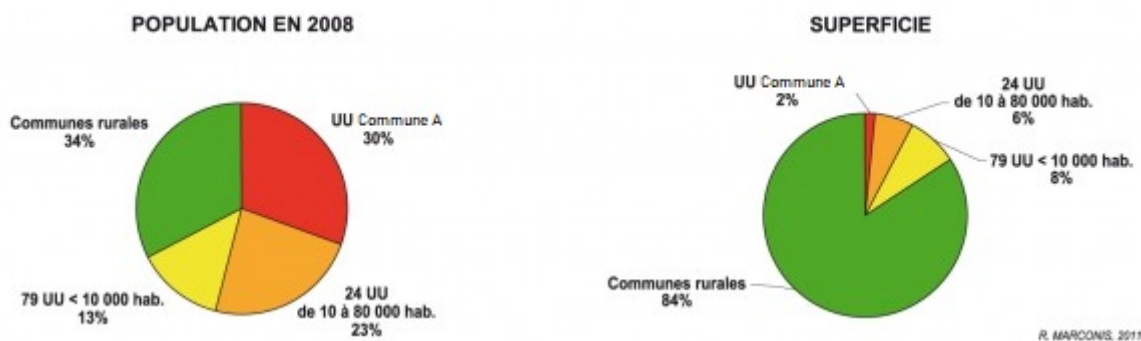 POPULATION EN 2008
Communes rurales
34%
UU Commune A
30%
79 UU < 10 000 hab.
13%
24 UU
de 10 à 80 000 hab.
23%
SUPERFICIE
UU Commune A
2%
24 UU
de 10 à 80 000 hab.
6%
79 UU < 10 000 hab.
8%
Communes rurales
84%
R. MARCONIS, 2011